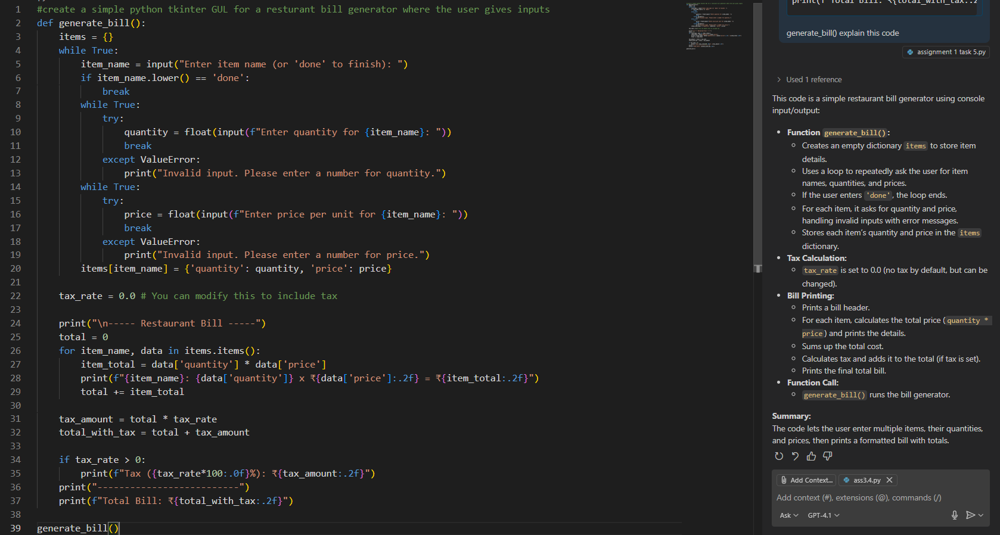 1 #create a simple python tkinter GUL for a resturant bill generator where the user gives inputs
2 def generate_bill():
3     items = {}
4     while True:
5         item_name = input("Enter item name (or 'done' to finish): ")
6         if item_name.lower() == 'done':
7             break
8         while True:
9             try:
10                 quantity = float(input(f"Enter quantity for {item_name}: "))
11                 break
12             except ValueError:
13                 print("Invalid input. Please enter a number for quantity.")
14         while True:
15             try:
16                 price = float(input(f"Enter price per unit for {item_name}: "))
17                 break
18             except ValueError:
19                 print("Invalid input. Please enter a number for price.")
20         items[item_name] = {'quantity': quantity, 'price': price}
21
22     tax_rate = 0.0 # You can modify this to include tax
23
24     print("\n----- Restaurant Bill -----")
25     total = 0
26     for item_name, data in items.items():
27         item_total = data['quantity'] * data['price']
28         print(f"{item_name}: {data['quantity']} x ₹{data['price']:.2f} = ₹{item_total:.2f}")
29         total += item_total
30
31     tax_amount = total * tax_rate
32     total_with_tax = total + tax_amount
33
34     if tax_rate > 0:
35         print(f"Tax ({tax_rate*100:.0f}%): ₹{tax_amount:.2f}")
36     print("--------------------------")
37     print(f"Total Bill: ₹{total_with_tax:.2f}")
38
39 generate_bill()
print(f"Total Bill: ₹{total_with_tax:.2
generate_bill() explain this code
assignment 1 task 5.py
Used 1 reference
This code is a simple restaurant bill generator using console
input/output:
• Function generate_bill():
Creates an empty dictionary items to store item
details.
Uses a loop to repeatedly ask the user for item
names, quantities, and prices.
If the user enters 'done', the loop ends.
For each item, it asks for quantity and price,
handling invalid inputs with error messages.
Stores each item's quantity and price in the items
dictionary.
• Tax Calculation:
tax_rate is set to 0.0 (no tax by default, but can be
changed).
• Bill Printing:
Prints a bill header.
For each item, calculates the total price (quantity *
price) and prints the details.
Sums up the total cost.
Calculates tax and adds it to the total (if tax is set).
Prints the final total bill.
• Function Call:
generate_bill() runs the bill generator.
Summary:
The code lets the user enter multiple items, their quantities,
and prices, then prints a formatted bill with totals.
Add Context... ass3.4.py
Add context (#), extensions (@), commands (/)
Ask GPT-4.1